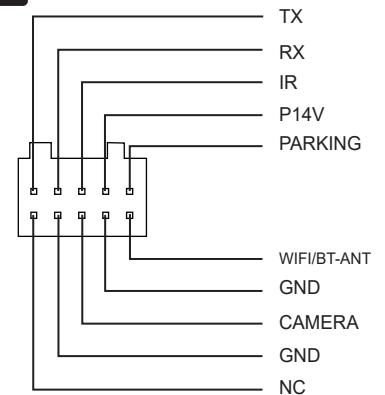 TX
RX
IR
P14V
PARKING
WIFI/BT-ANT
GND
CAMERA
GND
NC